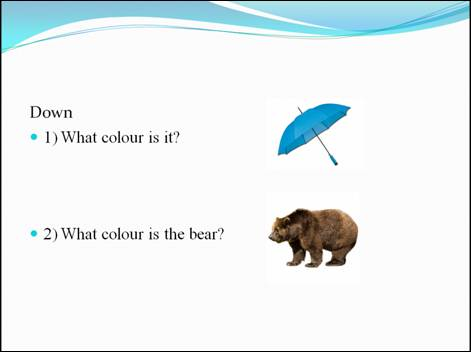 Down
1) What colour is it?
2) What colour is the bear?